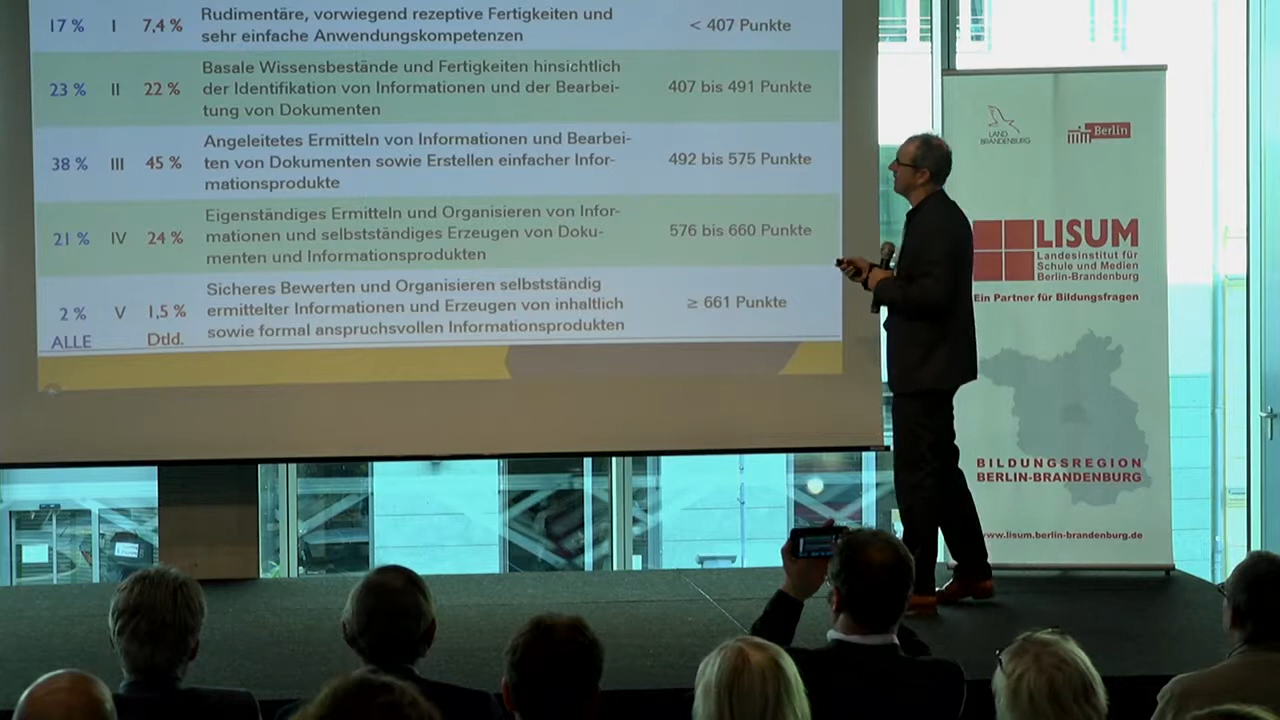 17 % I 7,4 % Rudimentäre, vorwiegend rezeptive Fertigkeiten und
sehr einfache Anwendungskompetenzen
< 407 Punkte
23 % II 22 % Basale Wissensbestände und Fertigkeiten hinsichtlich
der Identifikation von Informationen und der Bearbei-
tung von Dokumenten
407 bis 491 Punkte
38 % III 45 % Angeleitetes Ermitteln von Informationen und Bearbei-
ten von Dokumenten sowie Erstellen einfacher Infor-
mationsprodukte
492 bis 575 Punkte
21 % IV 24 % Eigenständiges Ermitteln und Organisieren von Infor-
mationen und selbstständiges Erzeugen von Doku-
menten und Informationsprodukten
576 bis 660 Punkte
2 % V 1,5 % Sicheres Bewerten und Organisieren selbstständig
ermittelter Informationen und Erzeugen von inhaltlich
sowie formal anspruchsvollen Informationsprodukten
≥ 661 Punkte
ALLE Dtld.
LAND
BRANDENBURG
Berlin
LISUM
Landesinstitut für
Schule und Medien
Berlin-Brandenburg
Ein Partner für Bildungsfragen
BILDUNGSREGION
BERLIN-BRANDENBURG
www.lisum.berlin-brandenburg.de